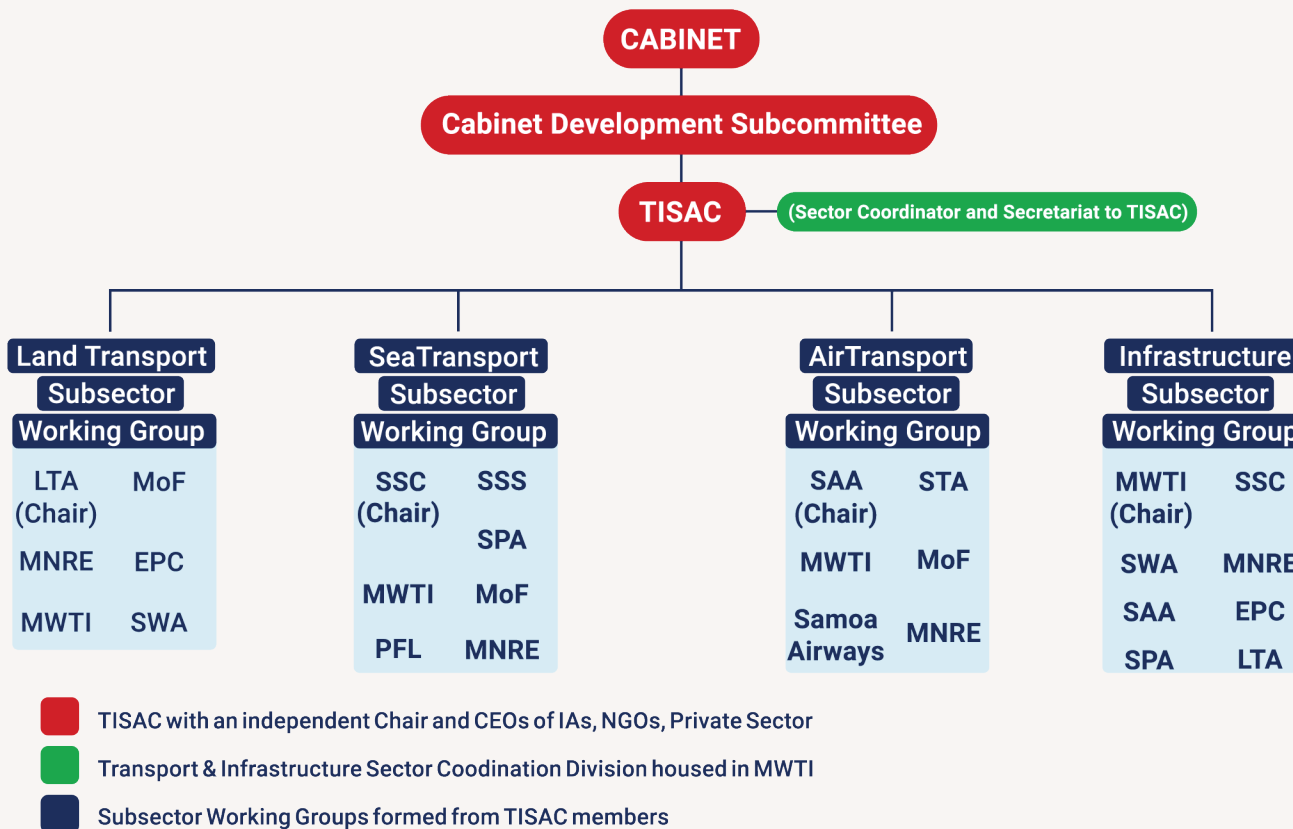 CABINET
Cabinet Development Subcommittee
TISAC
(Sector Coordinator and Secretariat to TISAC)
Land Transport
Subsector
Working Group
LTA MoF
(Chair)
MNRE EPC
MWTI SWA
SeaTransport
Subsector
Working Group
SSC SSS
(Chair)
SPA
MWTI MoF
PFL MNRE
AirTransport
Subsector
Working Group
SAA STA
(Chair)
MWTI MoF
Samoa
Airways MNRE
Infrastructure
Subsector
Working Group
MWTI SSC
(Chair)
SWA MNRE
SAA EPC
SPA LTA
TISAC with an independent Chair and CEOs of IAs, NGOs, Private Sector
Transport & Infrastructure Sector Coodination Division housed in MWTI
Subsector Working Groups formed from TISAC members